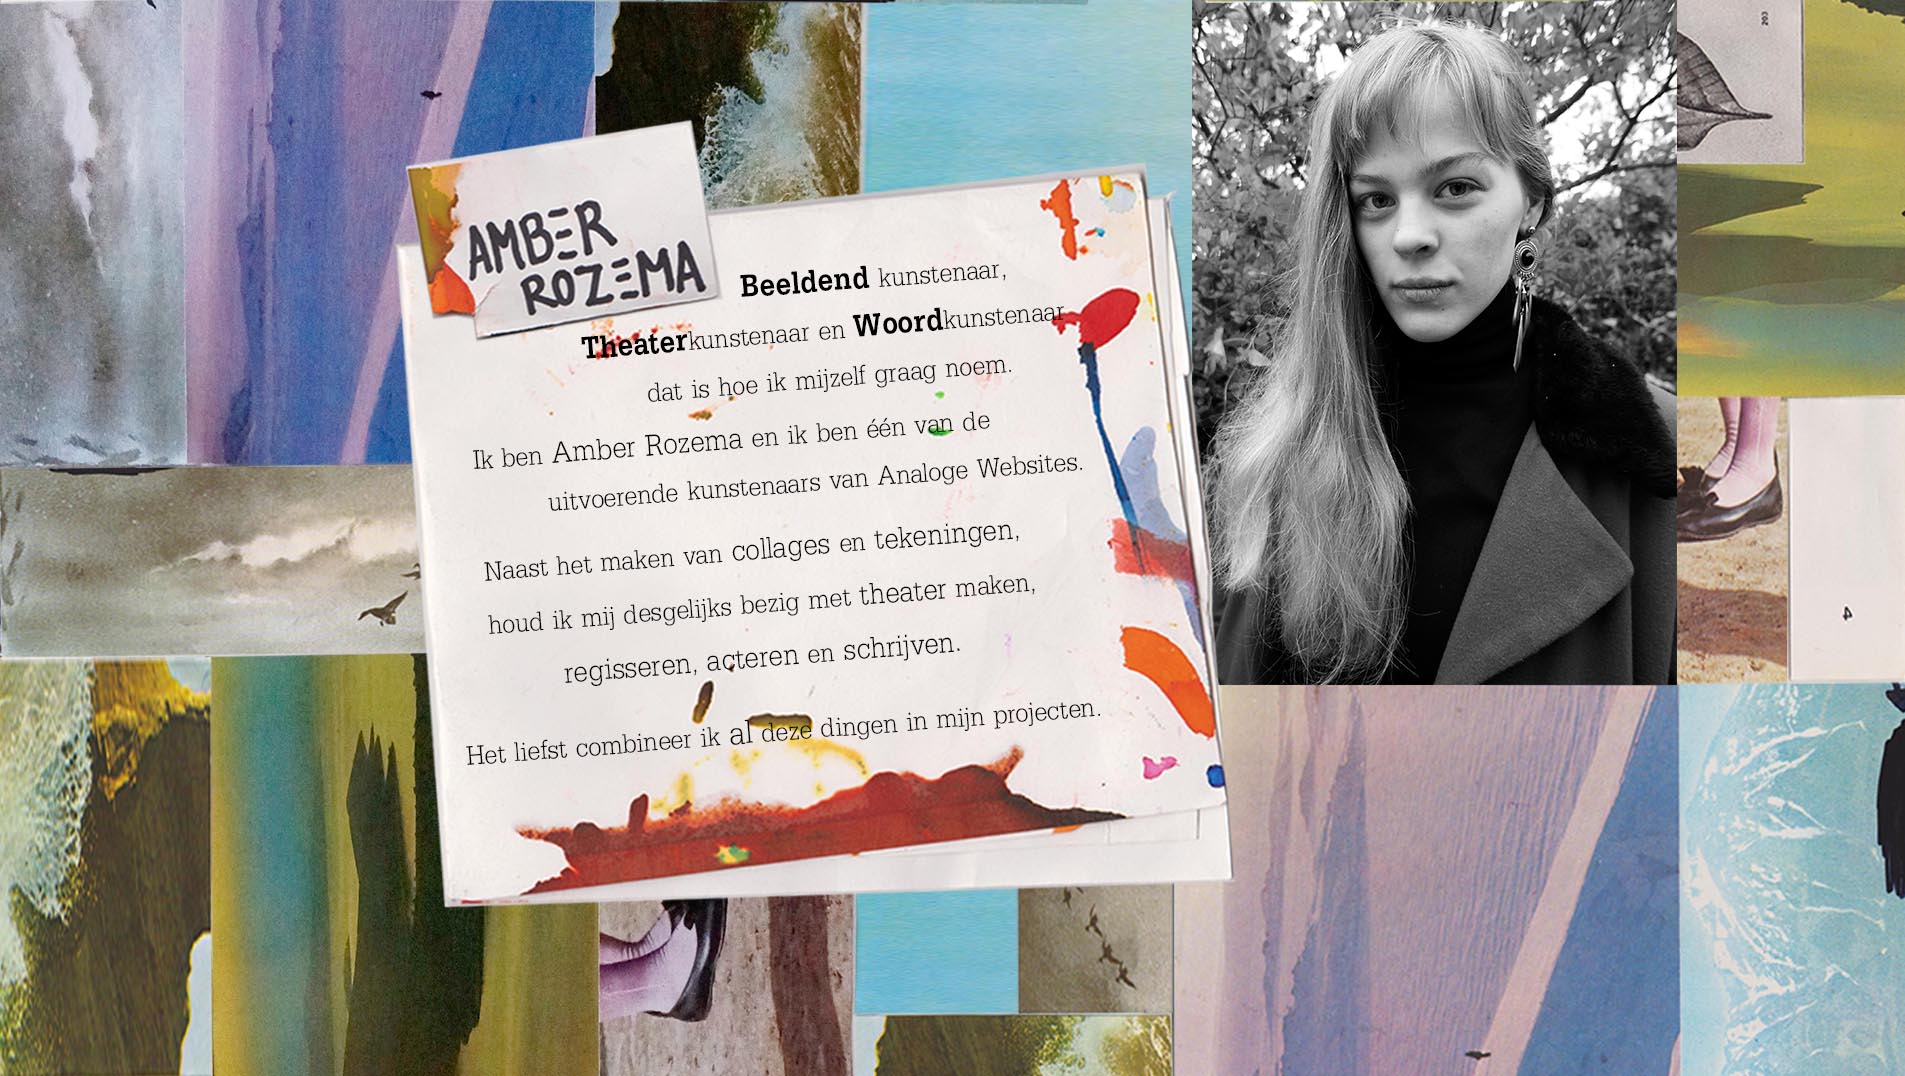 AMBER
ROZEMA
Beeldend kunstenaar,
Theaterkunstenaar en Woordkunstenaar
dat is hoe ik mijzelf graag noem.
Ik ben Amber Rozema en ik ben één van de
uitvoerende kunstenaars van Analoge Websites.
Naast het maken van collages en tekeningen,
houd ik mij desgelijks bezig met theater maken,
regisseren, acteren en schrijven.
Het liefst combineer ik al deze dingen in mijn projecten.
203
4